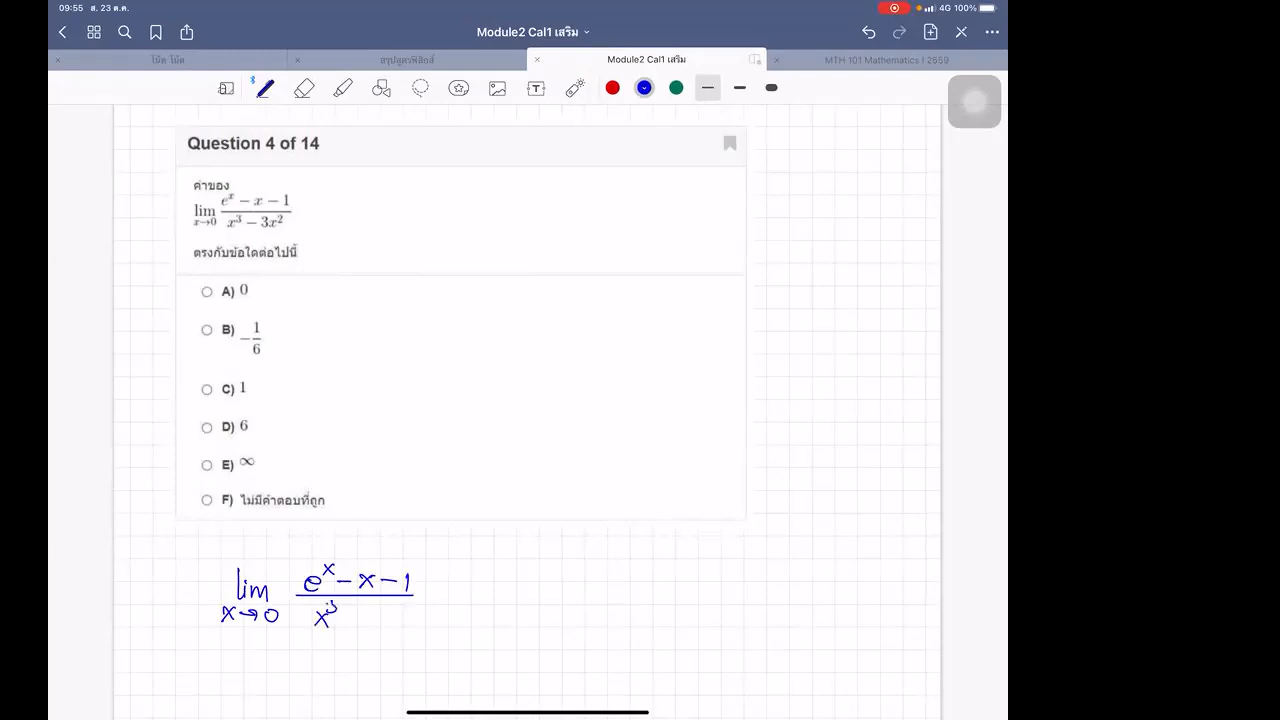 09:55 ส. 23 ต.ค.
4G 100%
Module2 Cal1 เสริม
โน้ต โน้ต
สรุปสูตรฟิสิกส์
Module2 Cal1 เสริม
MTH 101 Mathematics I 2559
Question 4 of 14
ค่าของ
lim x→0 (e^x − x − 1)/(x^3 − 3x^2)
ตรงกับข้อใดต่อไปนี้
A) 0
B) −1/6
C) 1
D) 6
E) ∞
F) ไม่มีคำตอบที่ถูก
lim x→0 (e^x − x − 1)/x^3